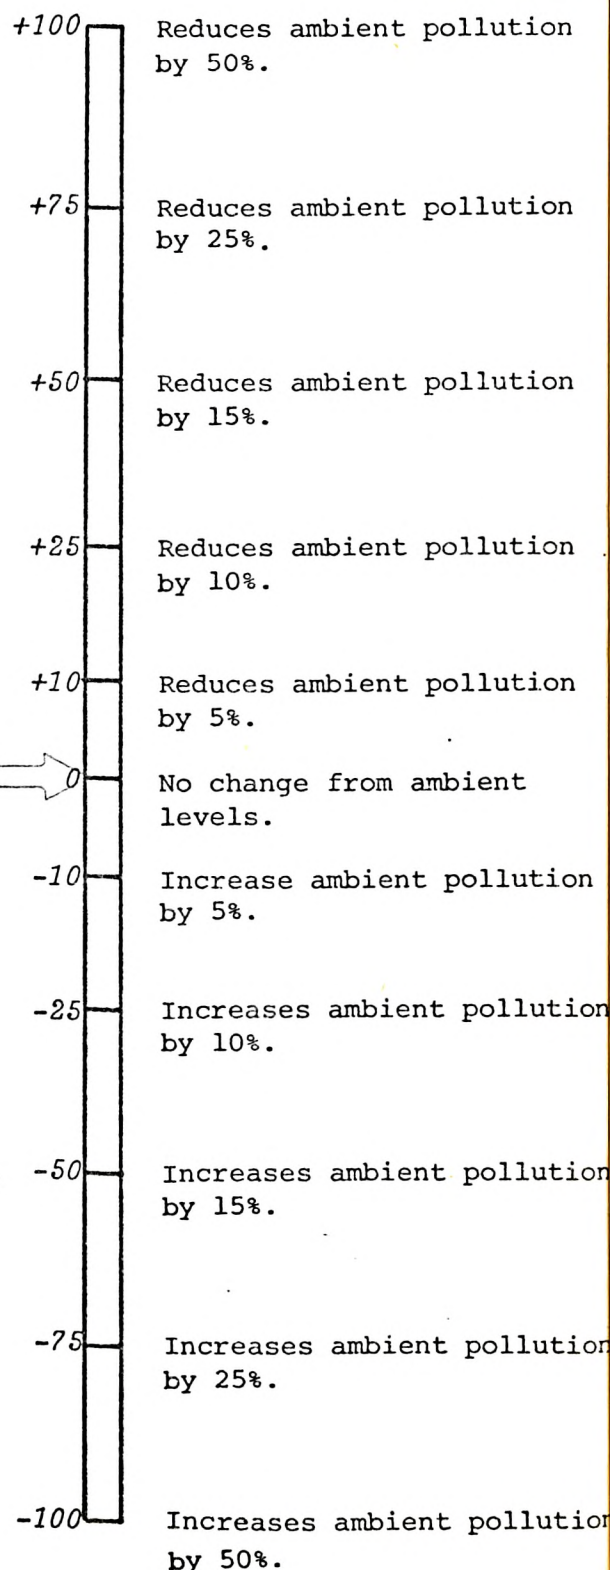 +100 Reduces ambient pollution
by 50%.
+75 Reduces ambient pollution
by 25%.
+50 Reduces ambient pollution
by 15%.
+25 Reduces ambient pollution
by 10%.
+10 Reduces ambient pollution
by 5%.
0 No change from ambient
levels.
-10 Increase ambient pollution
by 5%.
-25 Increases ambient pollution
by 10%.
-50 Increases ambient pollution
by 15%.
-75 Increases ambient pollution
by 25%.
-100 Increases ambient pollution
by 50%.